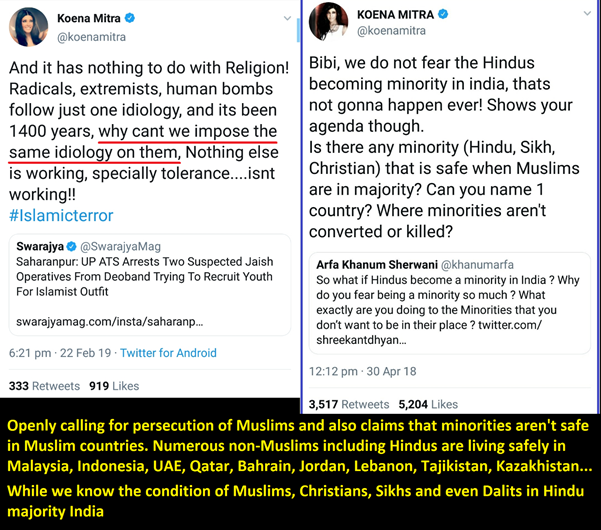 Koena Mitra
@koenamitra
And it has nothing to do with Religion!
Radicals, extremists, human bombs
follow just one idiology, and its been
1400 years, why cant we impose the
same idiology on them, Nothing else
is working, specially tolerance....isnt
working!!
#Islamicterror
Swarajya @SwarajyaMag
Saharanpur: UP ATS Arrests Two Suspected Jaish
Operatives From Deoband Trying To Recruit Youth
For Islamist Outfit
swarajyamag.com/insta/saharanp...
6:21 pm · 22 Feb 19 · Twitter for Android
333 Retweets 919 Likes
KOENA MITRA
@koenamitra
Bibi, we do not fear the Hindus
becoming minority in india, thats
not gonna happen ever! Shows your
agenda though.
Is there any minority (Hindu, Sikh,
Christian) that is safe when Muslims
are in majority? Can you name 1
country? Where minorities aren't
converted or killed?
Arfa Khanum Sherwani @khanumarfa
So what if Hindus become a minority in India ? Why
do you fear being a minority so much ? What
exactly are you doing to the Minorities that you
don't want to be in their place ? twitter.com/
shreekantdhyan...
12:12 pm · 30 Apr 18
3,517 Retweets 5,204 Likes
Openly calling for persecution of Muslims and also claims that minorities aren't safe
in Muslim countries. Numerous non-Muslims including Hindus are living safely in
Malaysia, Indonesia, UAE, Qatar, Bahrain, Jordan, Lebanon, Tajikistan, Kazakhistan...
While we know the condition of Muslims, Christians, Sikhs and even Dalits in Hindu
majority India